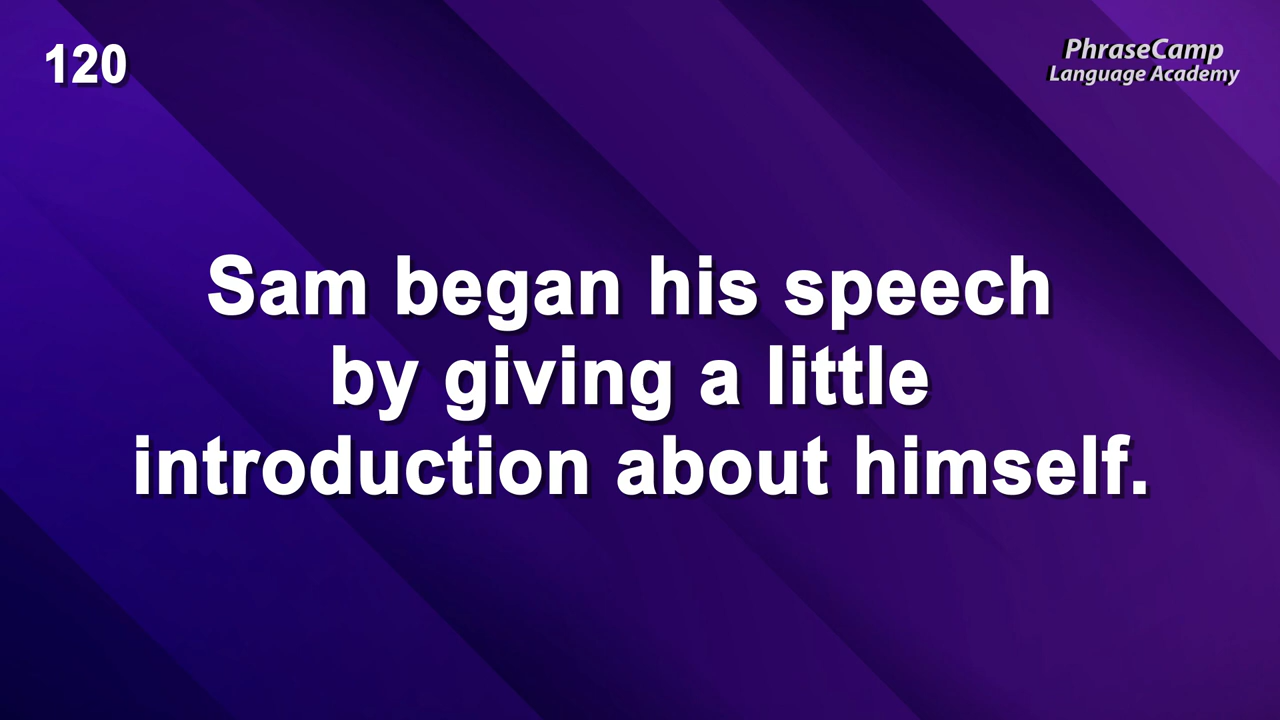 120
PhraseCamp
Language Academy
Sam began his speech
by giving a little
introduction about himself.